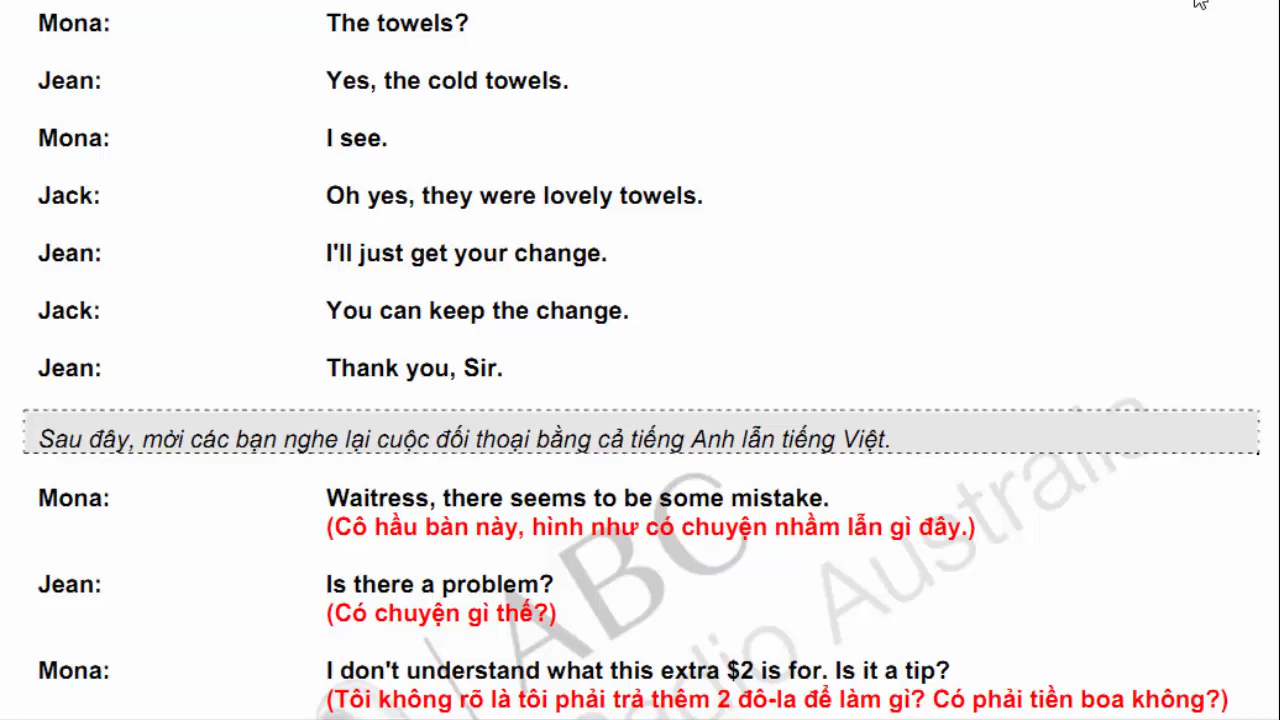 Mona: The towels?
Jean: Yes, the cold towels.
Mona: I see.
Jack: Oh yes, they were lovely towels.
Jean: I'll just get your change.
Jack: You can keep the change.
Jean: Thank you, Sir.
Sau đây, mời các bạn nghe lại cuộc đối thoại bằng cả tiếng Anh lẫn tiếng Việt.
Mona: Waitress, there seems to be some mistake.
(Cô hầu bàn này, hình như có chuyện nhầm lẫn gì đây.)
Jean: Is there a problem?
(Có chuyện gì thế?)
Mona: I don't understand what this extra $2 is for. Is it a tip?
(Tôi không rõ là tôi phải trả thêm 2 đô-la để làm gì? Có phải tiền boa không?)
ABC
Radio Australia